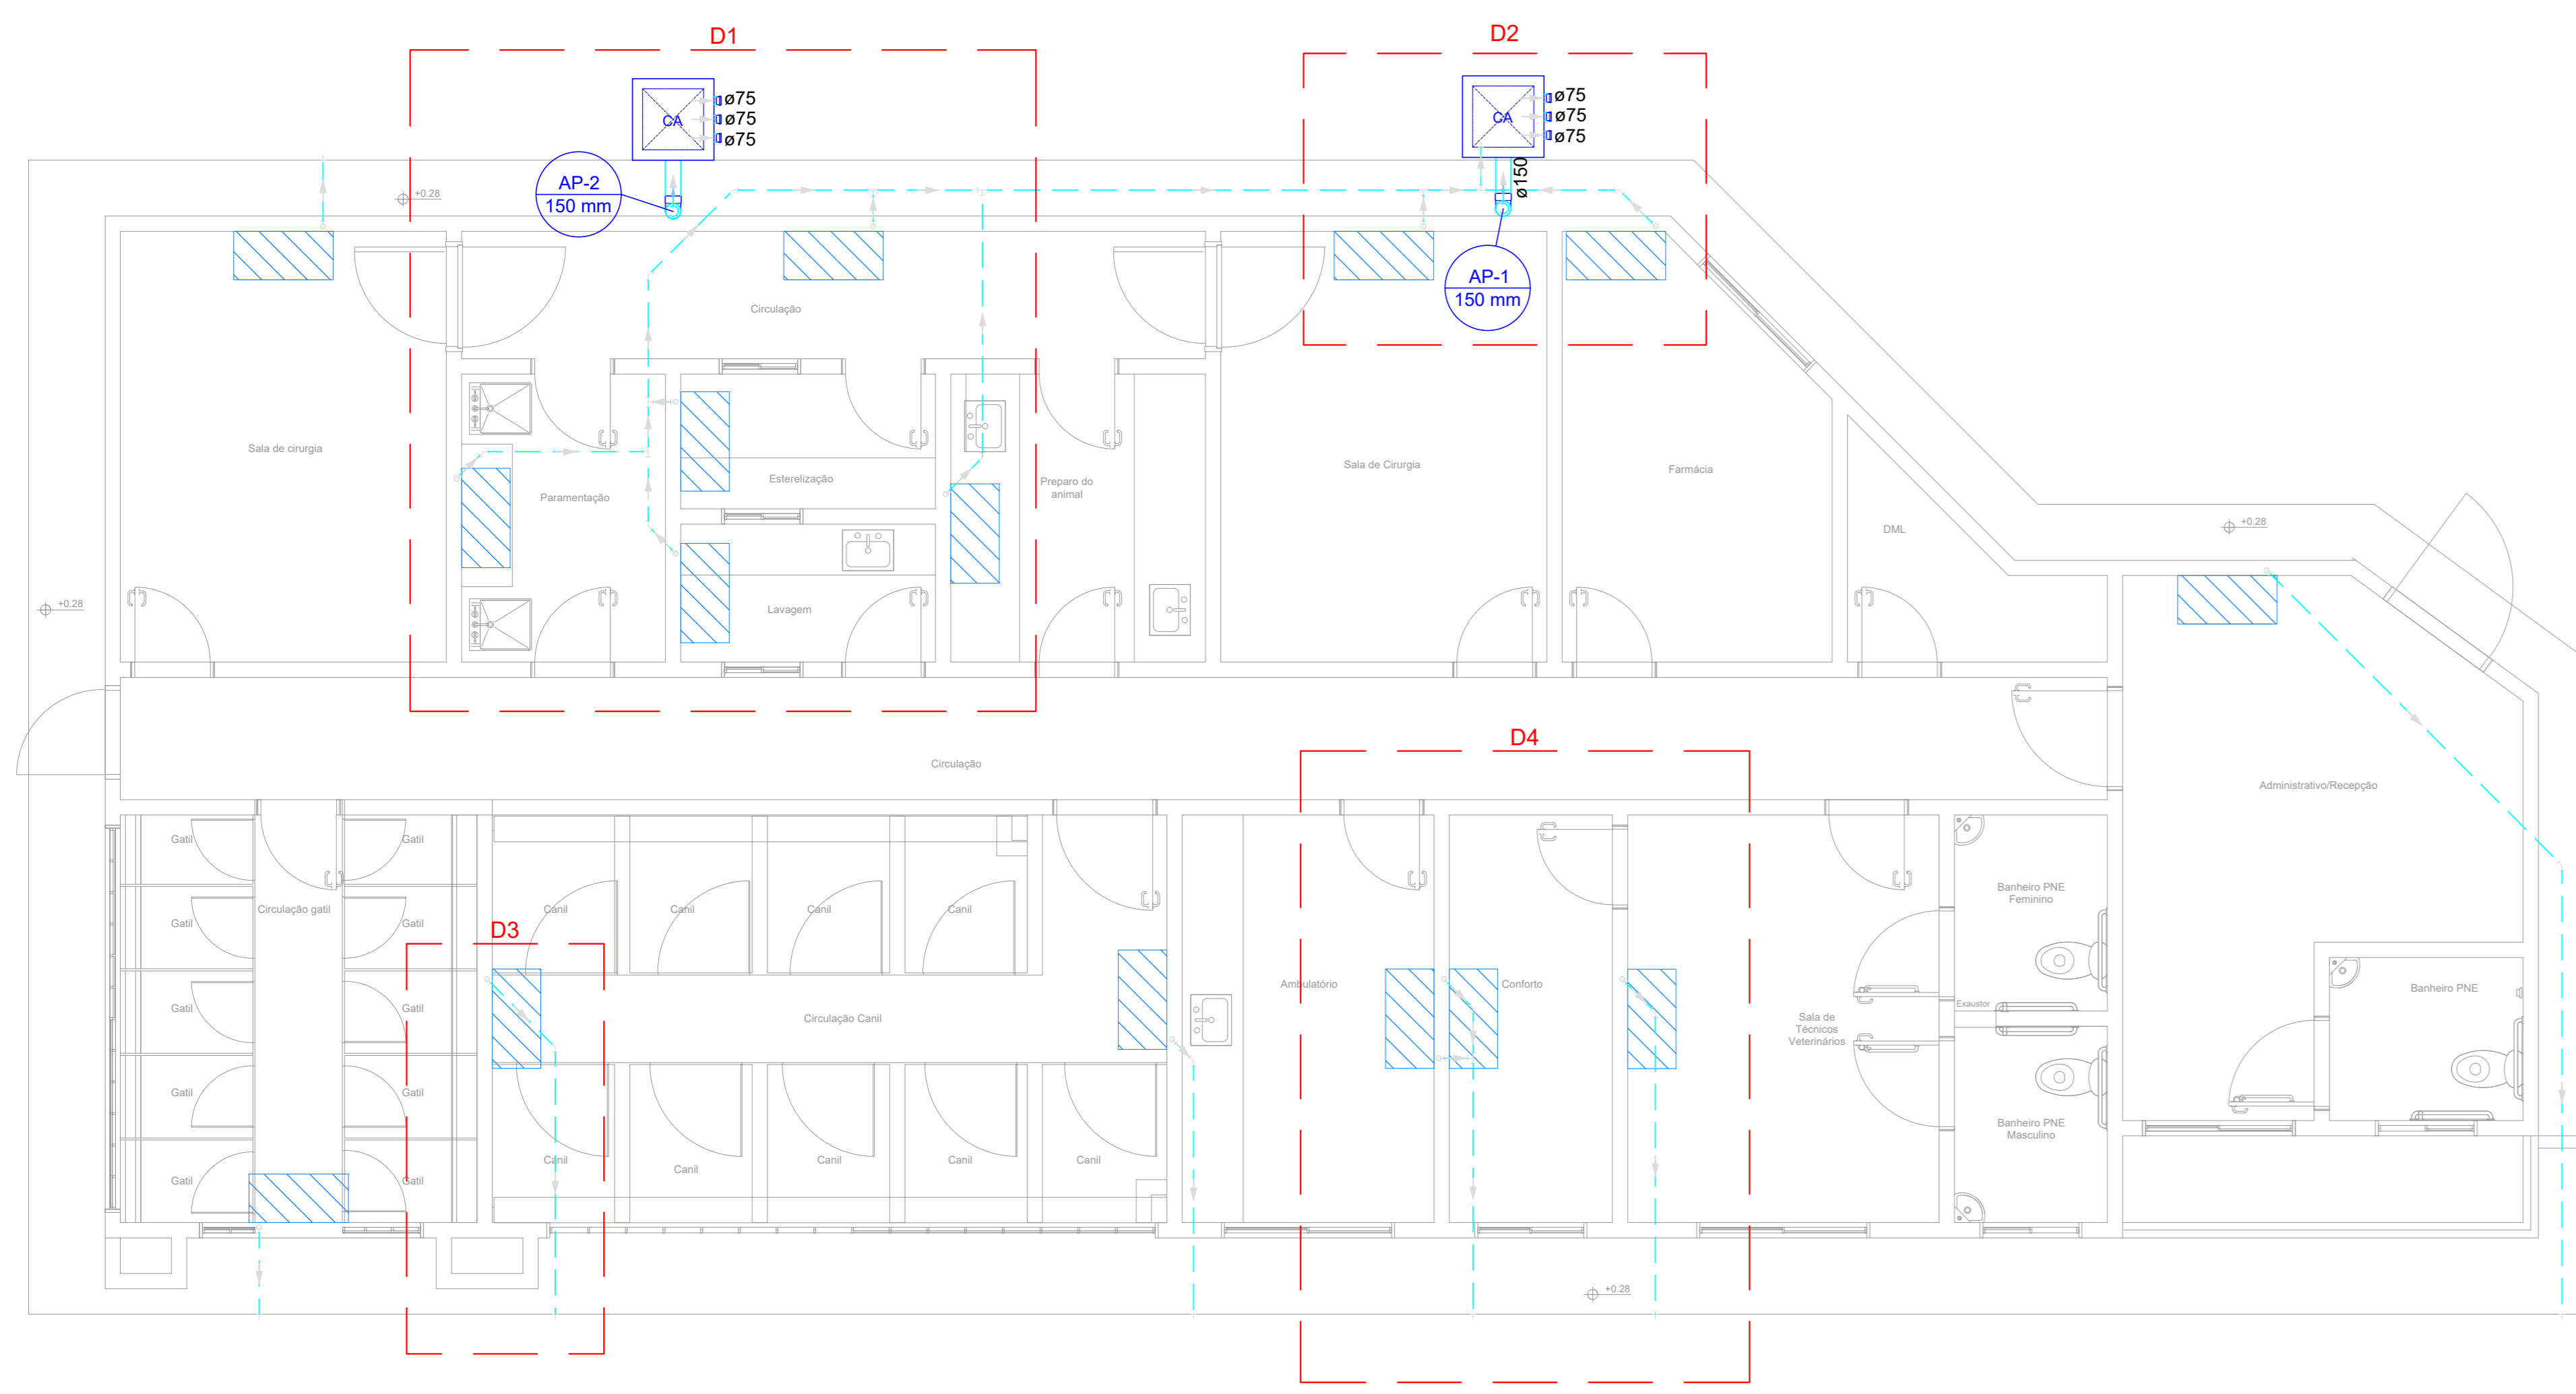 D1
D2
CA
ø75
ø75
ø75
CA
ø75
ø75
ø75
ø150
AP-2
150 mm
+0.28
AP-1
150 mm
Circulação
Sala de cirurgia
Paramentação
Esterelização
Preparo do
animal
Sala de Cirurgia
Farmácia
DML
+0.28
+0.28
Lavagem
D4
Circulação
Administrativo/Recepção
Gatil
Gatil
Circulação gatil
Gatil
Gatil
Canil
Canil
Canil
Canil
Banheiro PNE
Feminino
D3
Gatil
Gatil
Circulação Canil
Ambulatório
Conforto
Exaustor
Sala de
Técnicos
Veterinários
Banheiro PNE
Gatil
Gatil
Banheiro PNE
Masculino
Gatil
Gatil
Canil
Canil
Canil
Canil
Canil
+0.28